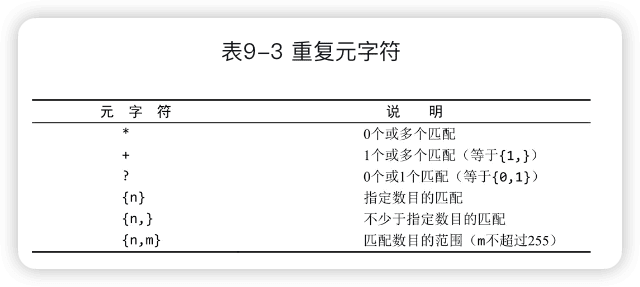 表9-3 重复元字符
元 字 符 说 明
* 0个或多个匹配
+ 1个或多个匹配（等于{1,}）
? 0个或1个匹配（等于{0,1}）
{n} 指定数目的匹配
{n,} 不少于指定数目的匹配
{n,m} 匹配数目的范围（m不超过255）